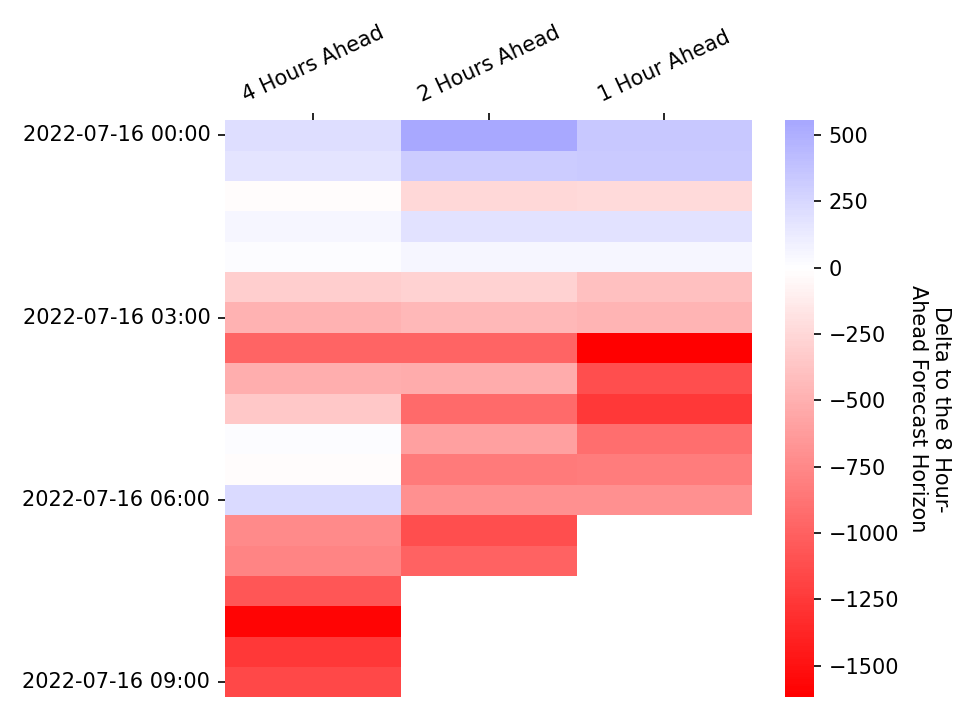 4 Hours Ahead
2 Hours Ahead
1 Hour Ahead
2022-07-16 00:00
2022-07-16 03:00
2022-07-16 06:00
2022-07-16 09:00
500
250
0
−250
−500
−750
−1000
−1250
−1500
Delta to the 8 Hour-
Ahead Forecast Horizon